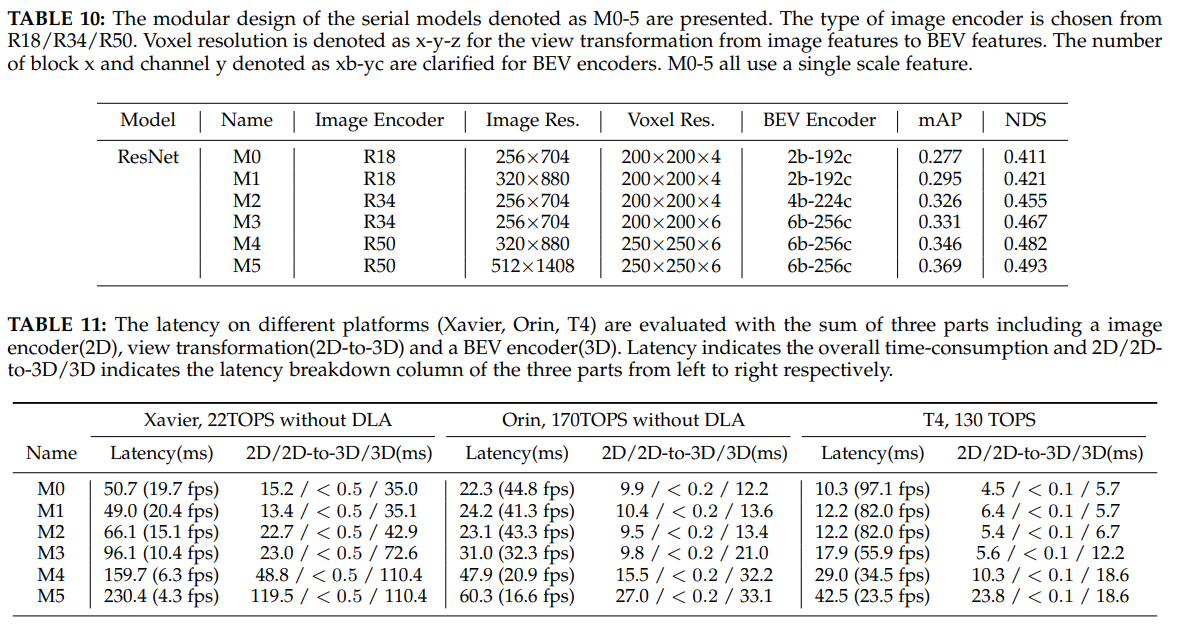 TABLE 10: The modular design of the serial models denoted as M0-5 are presented. The type of image encoder is chosen from
R18/R34/R50. Voxel resolution is denoted as x-y-z for the view transformation from image features to BEV features. The number
of block x and channel y denoted as xb-yc are clarified for BEV encoders. M0-5 all use a single scale feature.
Model Name Image Encoder Image Res. Voxel Res. BEV Encoder mAP NDS
ResNet M0 R18 256×704 200×200×4 2b-192c 0.277 0.411
M1 R18 320×880 200×200×4 2b-192c 0.295 0.421
M2 R34 256×704 200×200×4 4b-224c 0.326 0.455
M3 R34 256×704 200×200×6 6b-256c 0.331 0.467
M4 R50 320×880 250×250×6 6b-256c 0.346 0.482
M5 R50 512×1408 250×250×6 6b-256c 0.369 0.493
TABLE 11: The latency on different platforms (Xavier, Orin, T4) are evaluated with the sum of three parts including a image
encoder(2D), view transformation(2D-to-3D) and a BEV encoder(3D). Latency indicates the overall time-consumption and 2D/2D-
to-3D/3D indicates the latency breakdown column of the three parts from left to right respectively.
Xavier, 22TOPS without DLA Orin, 170TOPS without DLA T4, 130 TOPS
Name Latency(ms) 2D/2D-to-3D/3D(ms) Latency(ms) 2D/2D-to-3D/3D(ms) Latency(ms) 2D/2D-to-3D/3D(ms)
M0 50.7 (19.7 fps) 15.2 / < 0.5 / 35.0 22.3 (44.8 fps) 9.9 / < 0.2 / 12.2 10.3 (97.1 fps) 4.5 / < 0.1 / 5.7
M1 49.0 (20.4 fps) 13.4 / < 0.5 / 35.1 24.2 (41.3 fps) 10.4 / < 0.2 / 13.6 12.2 (82.0 fps) 6.4 / < 0.1 / 5.7
M2 66.1 (15.1 fps) 22.7 / < 0.5 / 42.9 23.1 (43.3 fps) 9.5 / < 0.2 / 13.4 12.2 (82.0 fps) 5.4 / < 0.1 / 6.7
M3 96.1 (10.4 fps) 23.0 / < 0.5 / 72.6 31.0 (32.3 fps) 9.8 / < 0.2 / 21.0 17.9 (55.9 fps) 5.6 / < 0.1 / 12.2
M4 159.7 (6.3 fps) 48.8 / < 0.5 / 110.4 47.9 (20.9 fps) 15.5 / < 0.2 / 32.2 29.0 (34.5 fps) 10.3 / < 0.1 / 18.6
M5 230.4 (4.3 fps) 119.5 / < 0.5 / 110.4 60.3 (16.6 fps) 27.0 / < 0.2 / 33.1 42.5 (23.5 fps) 23.8 / < 0.1 / 18.6